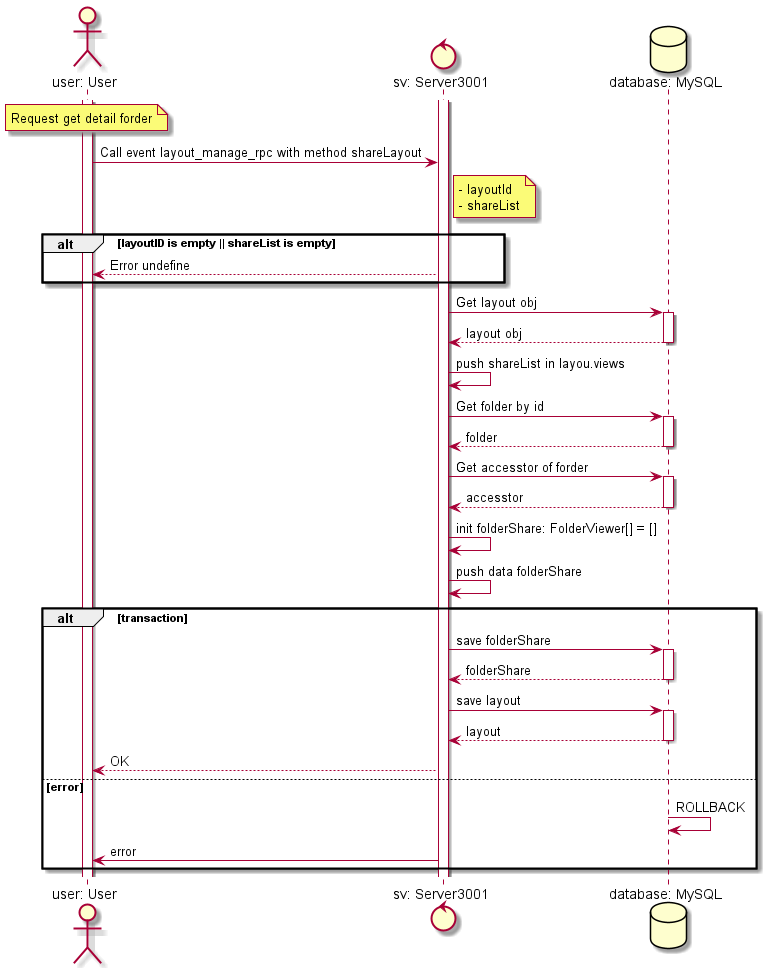 user: User
sv: Server3001
database: MySQL
Request get detail forder
Call event layout_manage_rpc with method shareLayout
- layoutId
- shareList
alt
[layoutID is empty || shareList is empty]
Error undefine
Get layout obj
layout obj
push shareList in layou.views
Get folder by id
folder
Get accesstor of forder
accesstor
init folderShare: FolderViewer[] = []
push data folderShare
alt
[transaction]
save folderShare
folderShare
save layout
layout
OK
[error]
ROLLBACK
error
user: User
sv: Server3001
database: MySQL